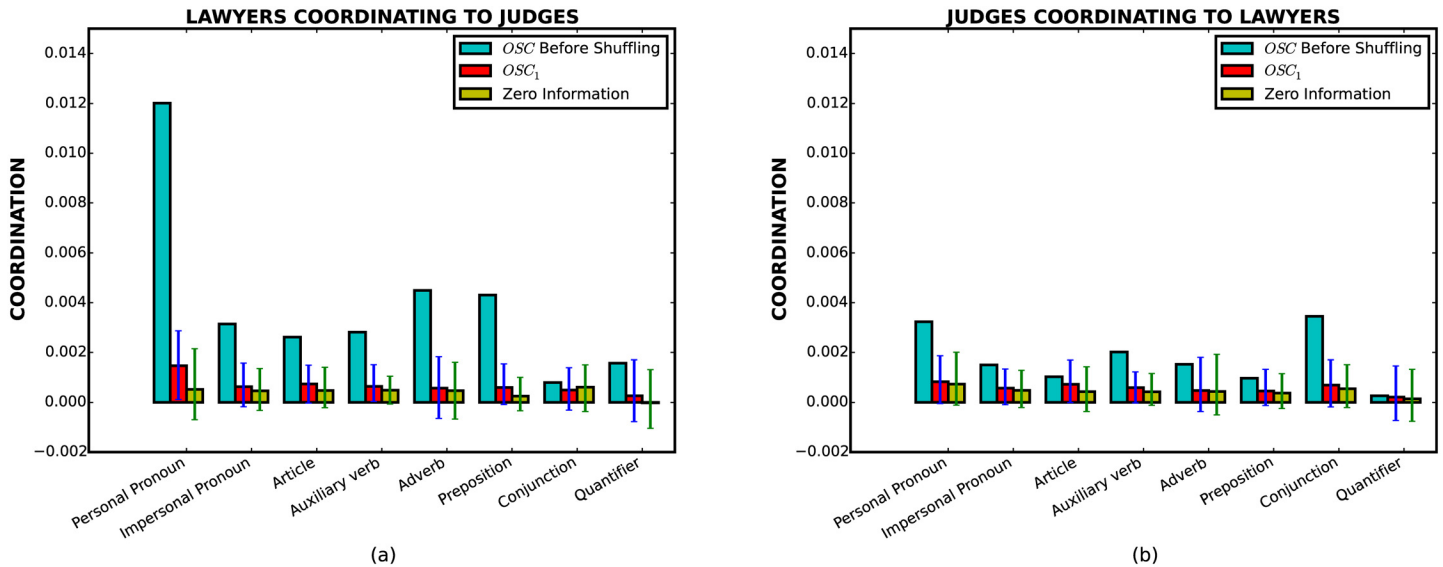 LAWYERS COORDINATING TO JUDGES
OSC Before Shuffling
OSC₁
Zero Information
COORDINATION
0.014
0.012
0.010
0.008
0.006
0.004
0.002
0.000
−0.002
Personal Pronoun
Impersonal Pronoun
Article
Auxiliary verb
Adverb
Preposition
Conjunction
Quantifier
(a)
JUDGES COORDINATING TO LAWYERS
OSC Before Shuffling
OSC₁
Zero Information
COORDINATION
0.014
0.012
0.010
0.008
0.006
0.004
0.002
0.000
−0.002
Personal Pronoun
Impersonal Pronoun
Article
Auxiliary verb
Adverb
Preposition
Conjunction
Quantifier
(b)